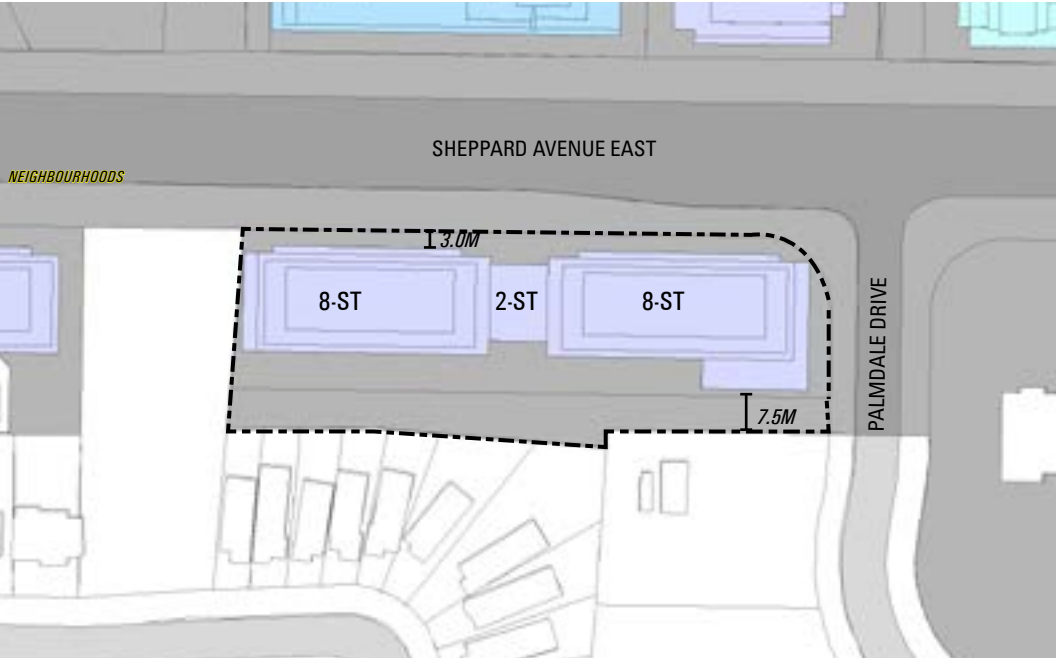 SHEPPARD AVENUE EAST
NEIGHBOURHOODS
3.0M
8-ST
2-ST
8-ST
PALMDALE DRIVE
7.5M